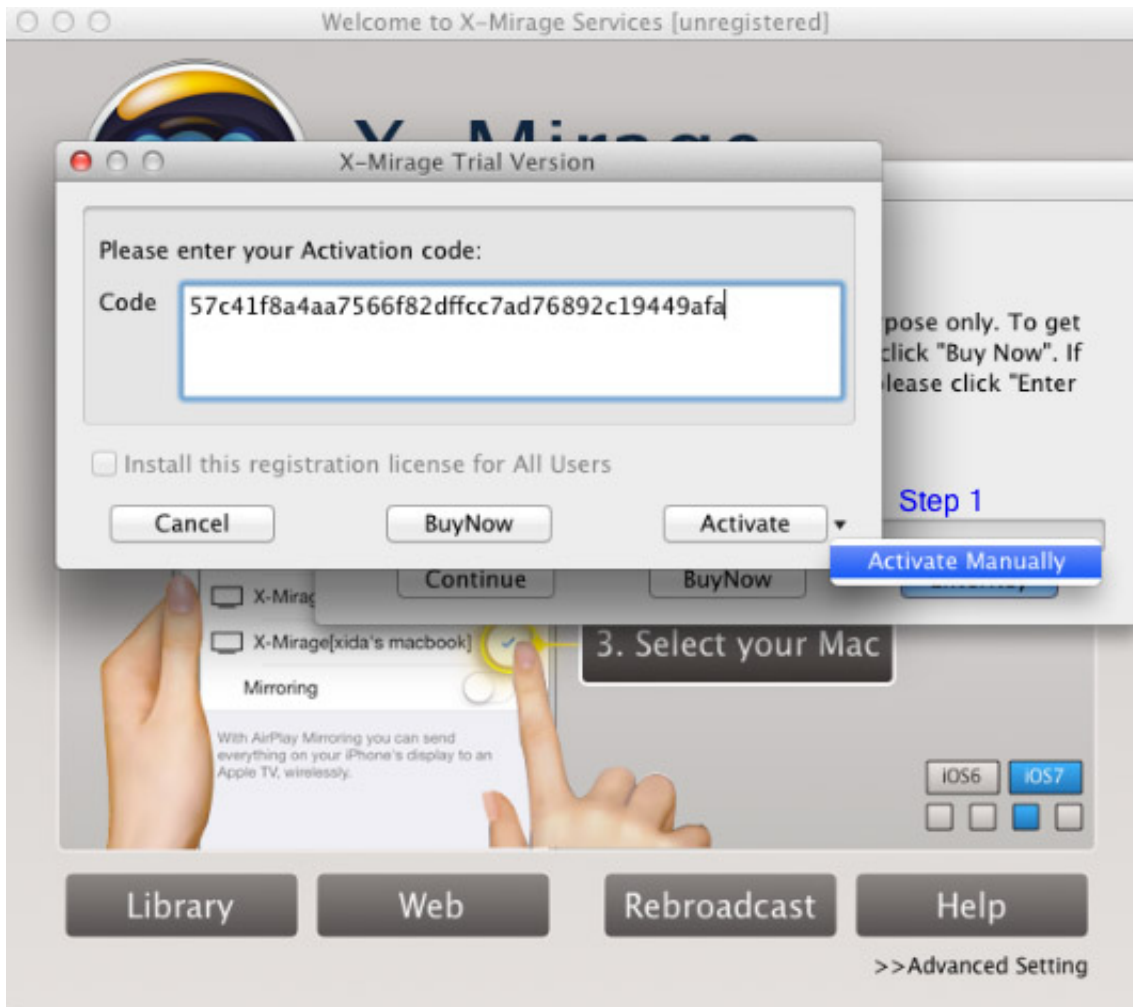 Welcome to X-Mirage Services [unregistered]
X-Mirage
X-Mirage Trial Version
Please enter your Activation code:
Code
57c41f8a4aa7566f82dffcc7ad76892c19449afa
pose only. To get
click "Buy Now". If
lease click "Enter
Install this registration license for All Users
Step 1
Cancel
BuyNow
Activate
Activate Manually
Continue
BuyNow
X-Mirag
X-Mirage[xida's macbook]
3. Select your Mac
Mirroring
With AirPlay Mirroring you can send
everything on your iPhone's display to an
Apple TV, wirelessly.
iOS6
iOS7
Library
Web
Rebroadcast
Help
>>Advanced Setting